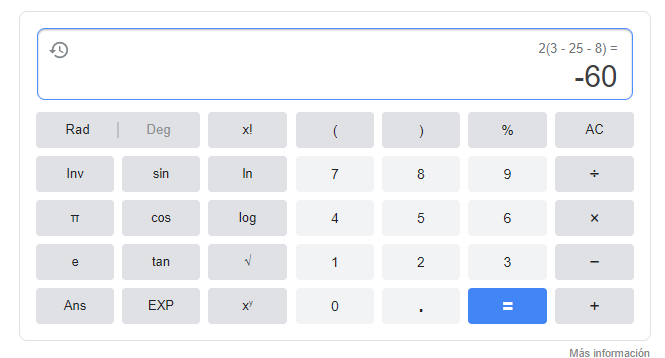 2(3 - 25 - 8) =
-60
Rad | Deg x! ( ) % AC
Inv sin ln 7 8 9 ÷
π cos log 4 5 6 ×
e tan √ 1 2 3 −
Ans EXP xʸ 0 . = +
Más información